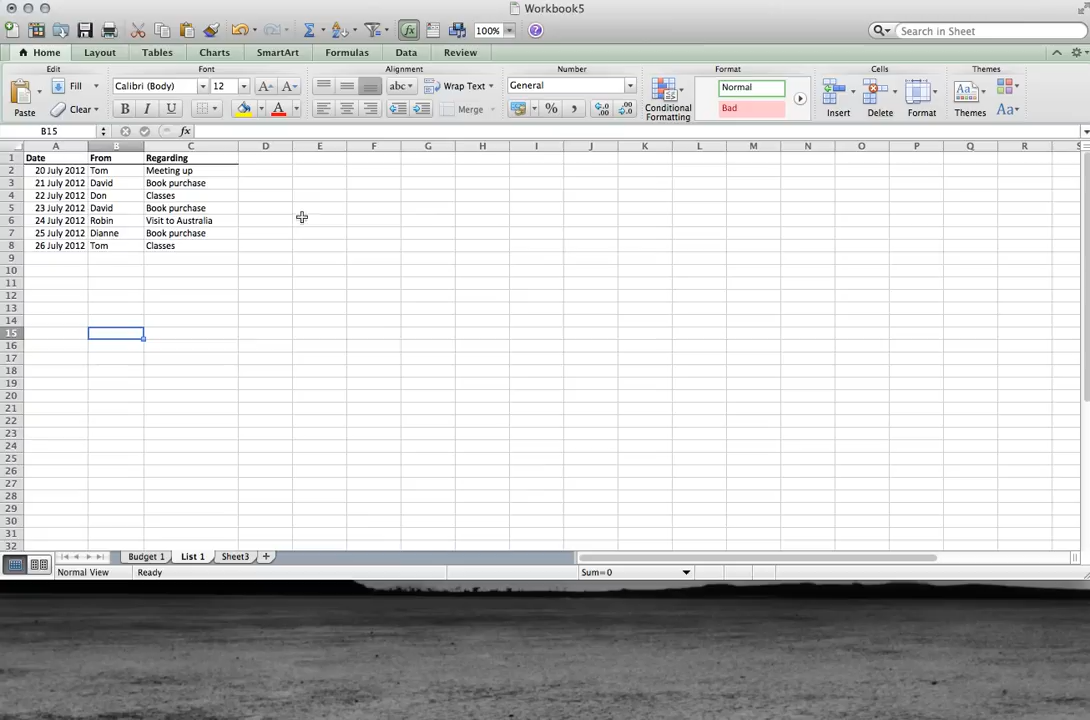 Workbook5
100%
Search in Sheet
Home Layout Tables Charts SmartArt Formulas Data Review
Edit Font Alignment Number Format Cells Themes
Fill Calibri (Body) 12 A A abc Wrap Text General Normal
Paste Clear B I U A Merge % , Conditional Formatting Bad Insert Delete Format Themes Aa
B15 fx
A B C D E F G H I J K L M N O P Q R S
1 Date From Regarding
2 20 July 2012 Tom Meeting up
3 21 July 2012 David Book purchase
4 22 July 2012 Don Classes
5 23 July 2012 David Book purchase
6 24 July 2012 Robin Visit to Australia
7 25 July 2012 Dianne Book purchase
8 26 July 2012 Tom Classes
9
10
11
12
13
14
15
16
17
18
19
20
21
22
23
24
25
26
27
28
29
30
31
32
Budget 1 List 1 Sheet3
Normal View Ready Sum=0